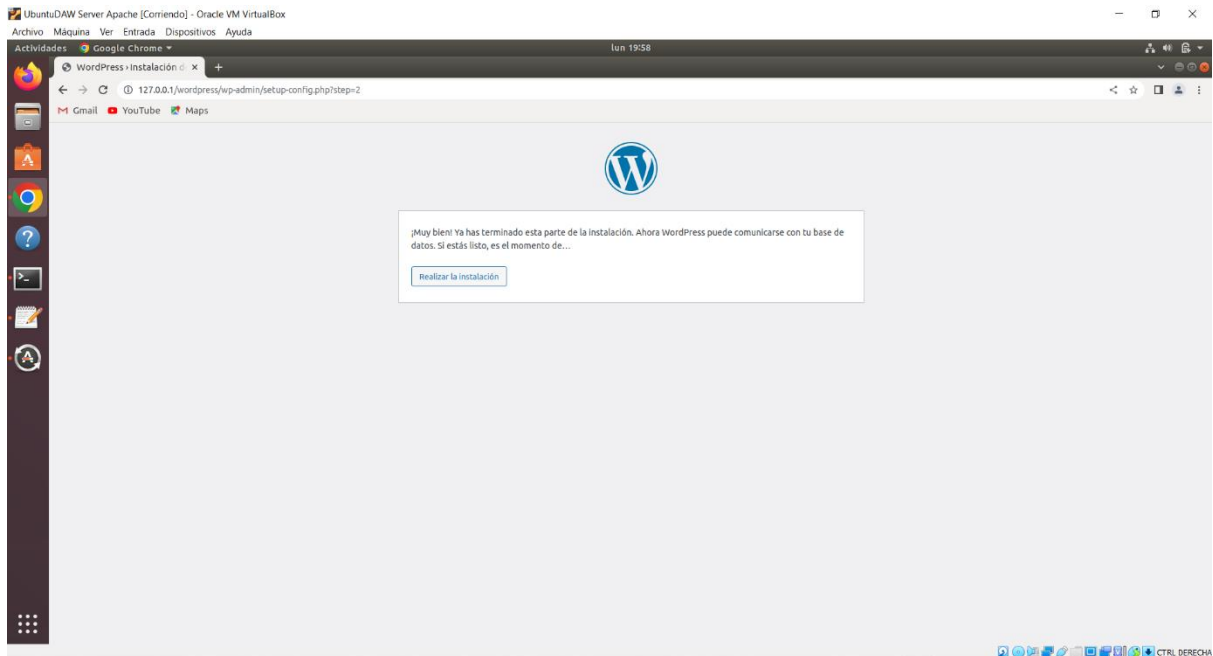 UbuntuDAW Server Apache [Corriendo] - Oracle VM VirtualBox
Archivo Máquina Ver Entrada Dispositivos Ayuda
Actividades Google Chrome lun 19:58
WordPress › Instalación d
127.0.0.1/wordpress/wp-admin/setup-config.php?step=2
Gmail YouTube Maps
¡Muy bien! Ya has terminado esta parte de la instalación. Ahora WordPress puede comunicarse con tu base de
datos. Si estás listo, es el momento de…
Realizar la instalación
CTRL DERECHA